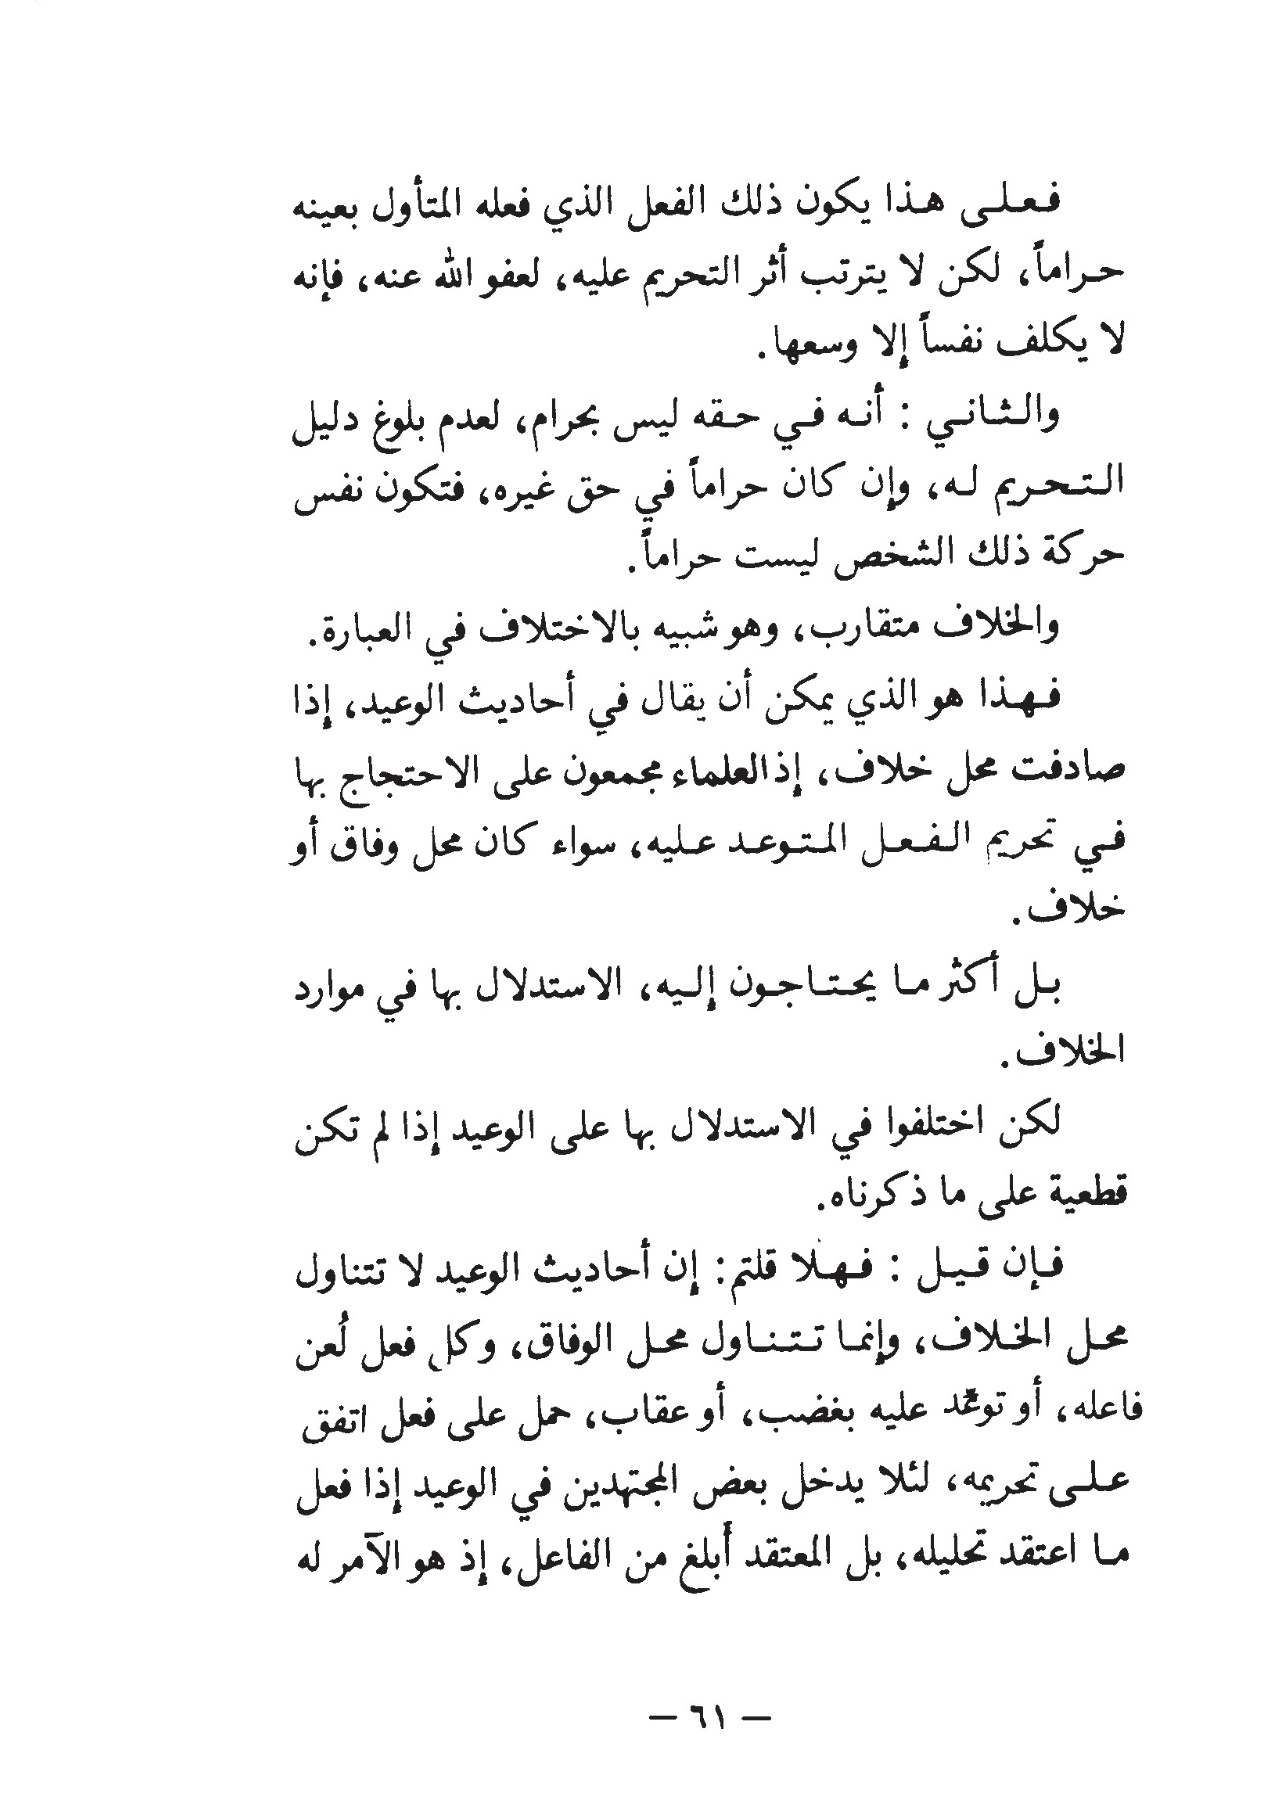 فعلى هذا يكون ذلك الفعل الذي فعله المتأول بعينه
حراماً، لكن لا يترتب أثر التحريم عليه، لعفو الله عنه، فإنه
لا يكلف نفساً إلا وسعها.
والثاني : أنه في حقه ليس بحرام، لعدم بلوغ دليل
التحريم له، وإن كان حراماً في حق غيره، فتكون نفس
حركة ذلك الشخص ليست حراماً.
والخلاف متقارب، وهو شبيه بالاختلاف في العبارة.
فهذا هو الذي يمكن أن يقال في أحاديث الوعيد، إذا
صادفت محل خلاف، إذ العلماء مجمعون على الاحتجاج بها
في تحريم الفعل المتوعد عليه، سواء كان محل وفاق أو
خلاف.
بل أكثر ما يحتاجون إليه، الاستدلال بها في موارد
الخلاف.
لكن اختلفوا في الاستدلال بها على الوعيد إذا لم تكن
قطعية على ما ذكرناه.
فإن قيل : فهلا قلتم: إن أحاديث الوعيد لا تتناول
محل الخلاف، وإنما تتناول محل الوفاق، وكل فعل لُعن
فاعله، أو توعّد عليه بغضب، أو عقاب، حمل على فعل اتفق
على تحريمه، لئلا يدخل بعض المجتهدين في الوعيد إذا فعل
ما اعتقد تحليله، بل المعتقد أبلغ من الفاعل، إذ هو الآمر له
— ٦١ —